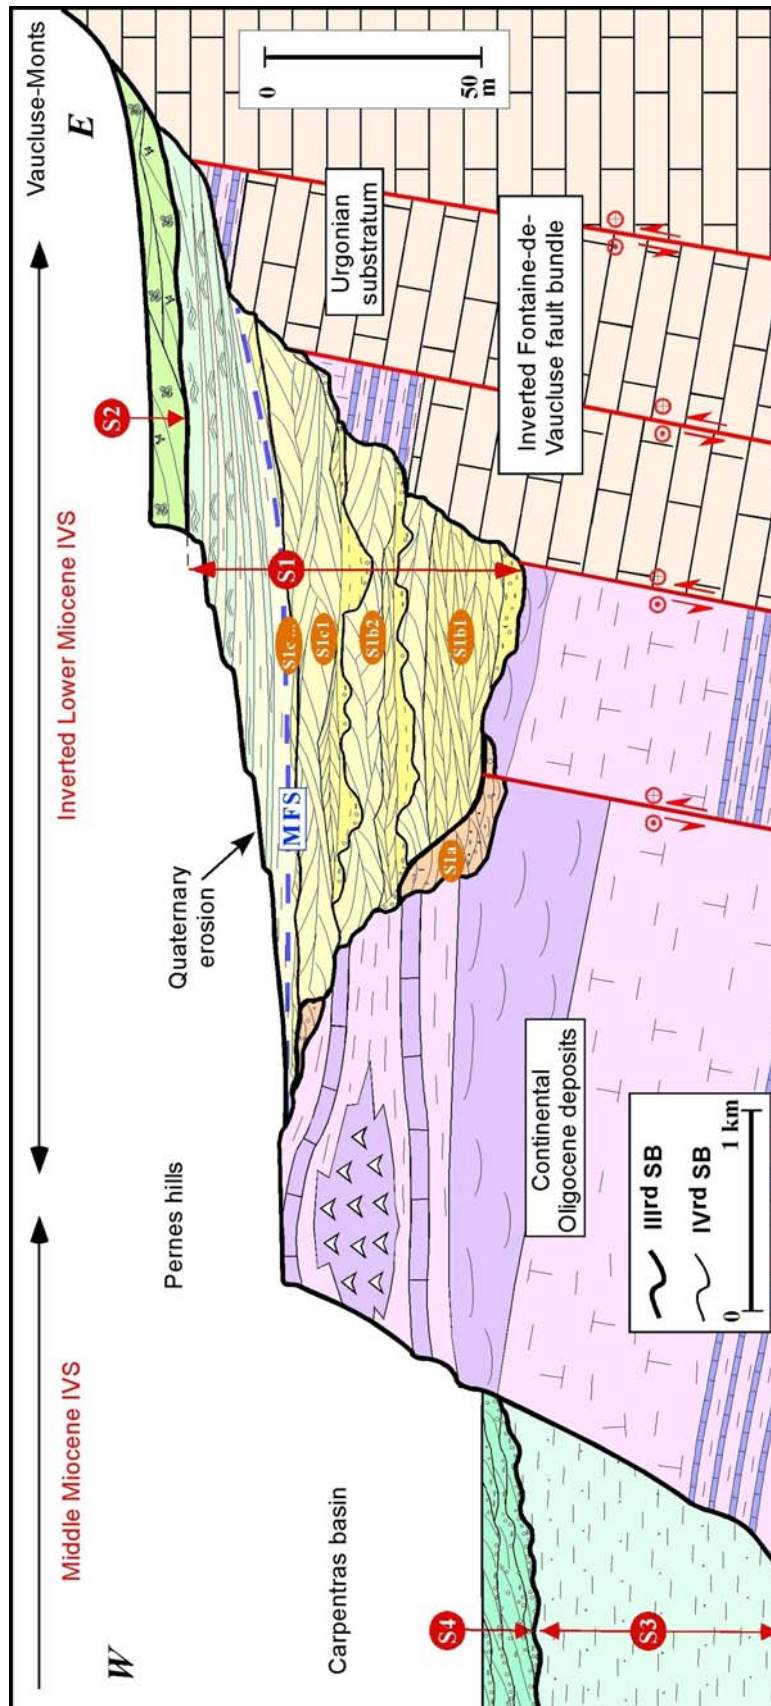 Middle Miocene IVS
Inverted Lower Miocene IVS
W
E
Vaucluse-Monts
Carpentras basin
Pernes hills
Quaternary
erosion
S2
MFS
S1c...
S1c1
S1b2
S1b1
S1a
S1
S4
S3
Urgonian
substratum
0
50
m
Inverted Fontaine-de-
Vaucluse fault bundle
Continental
Oligocene deposits
IIIrd SB
IVrd SB
0
1 km